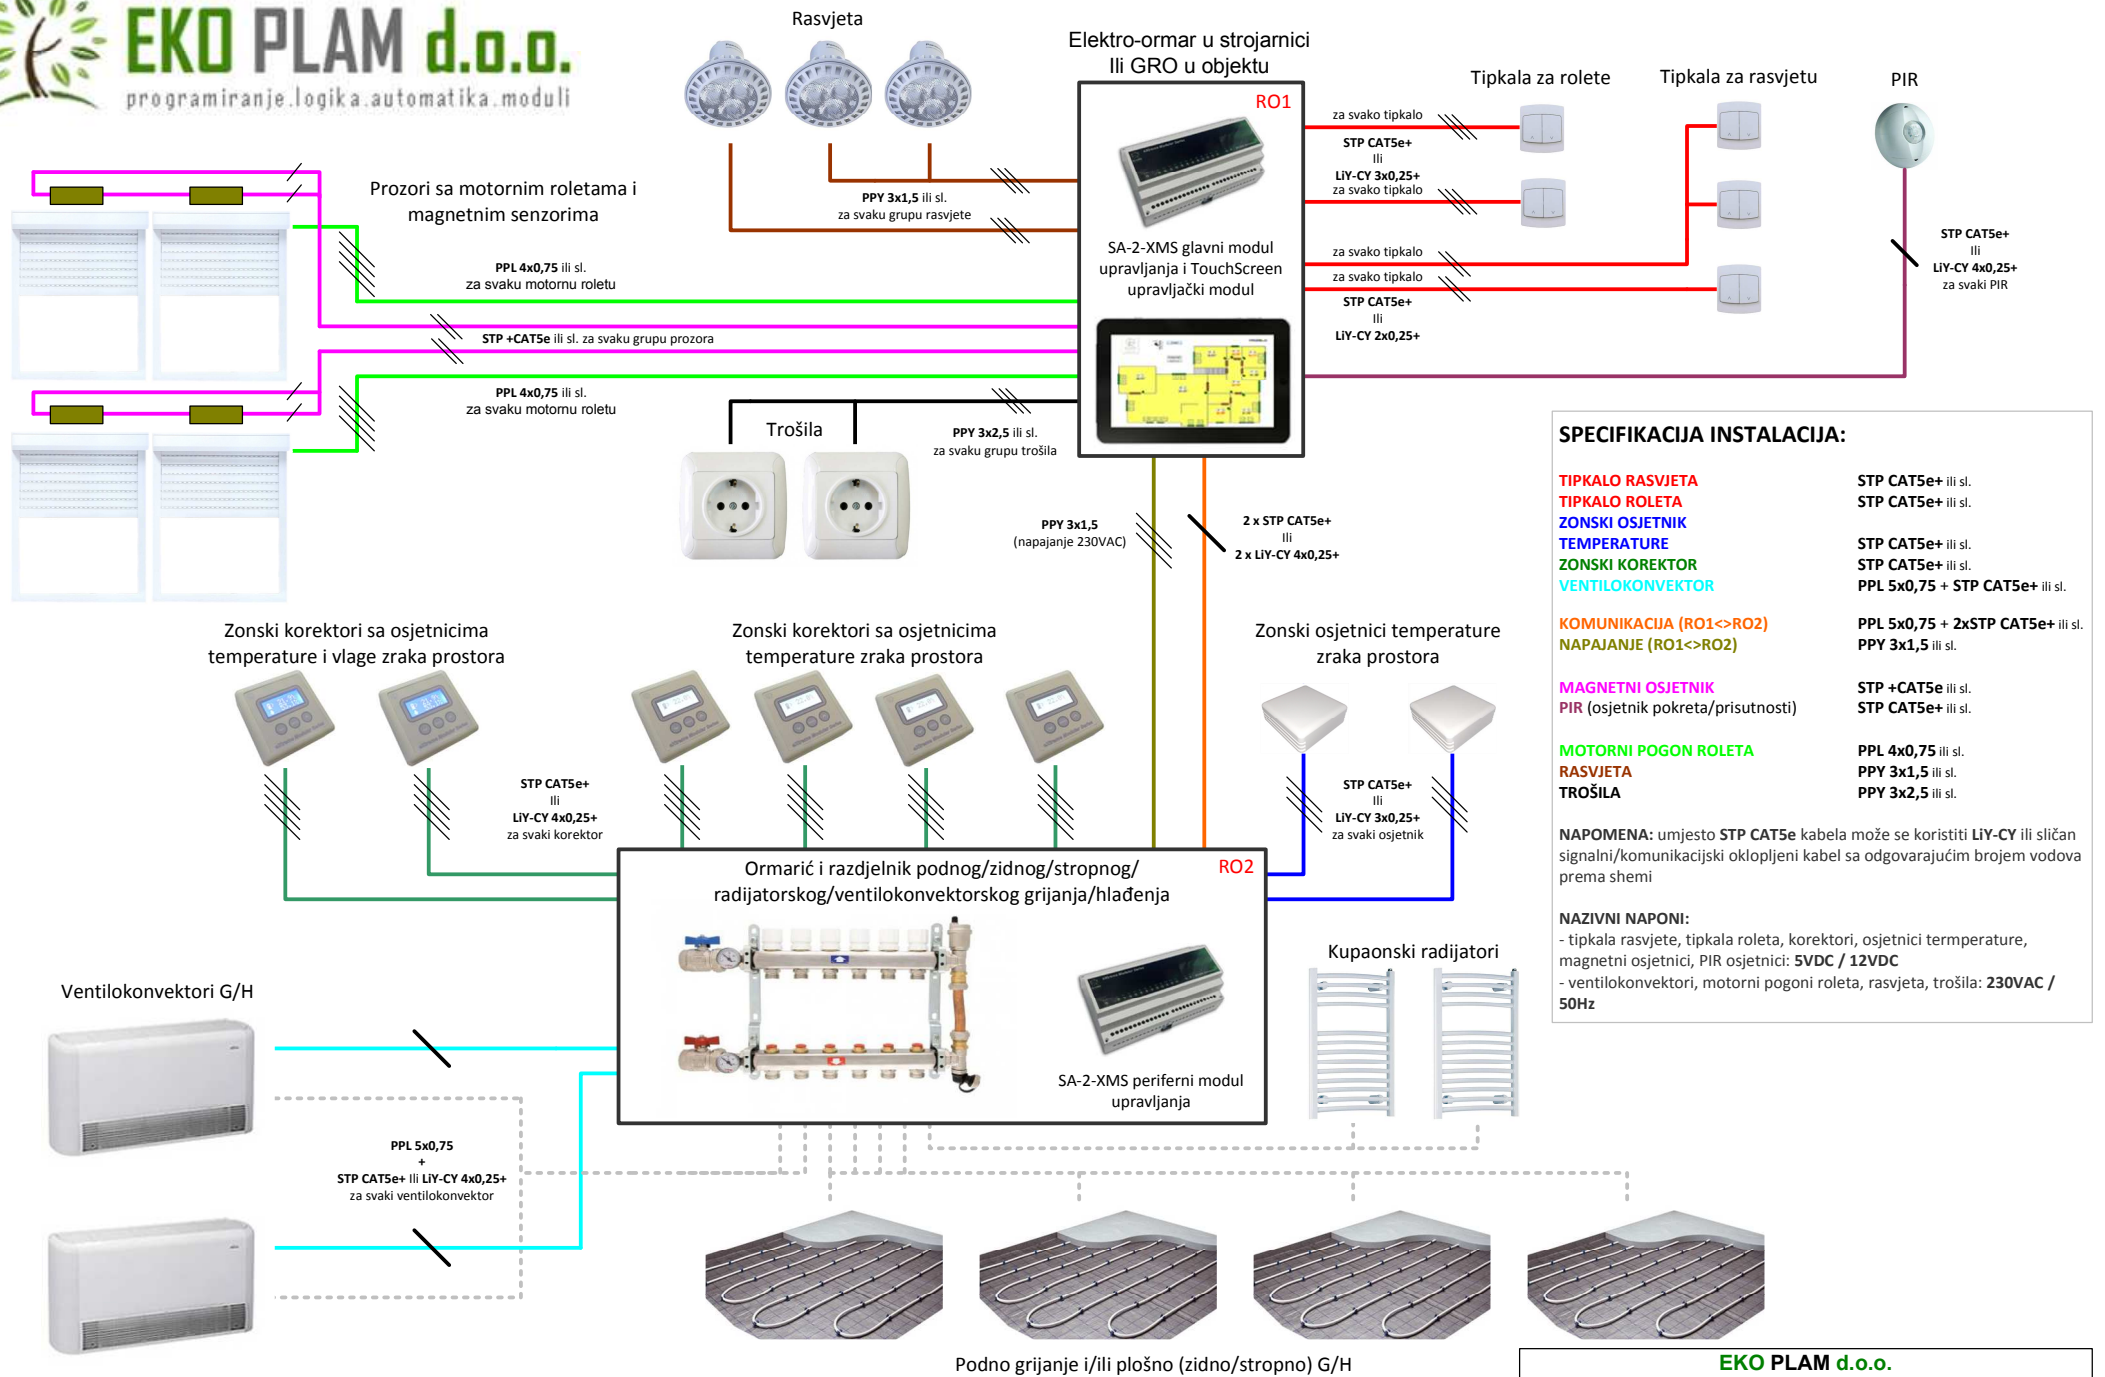 EKO PLAM d.o.o.
programiranje.logika.automatika.moduli
Rasvjeta
Elektro-ormar u strojarnici
Ili GRO u objektu
RO1
Tipkala za rolete
Tipkala za rasvjetu
PIR
Prozori sa motornim roletama i
magnetnim senzorima
PPY 3x1,5 ili sl.
za svaku grupu rasvjete
za svako tipkalo
STP CAT5e+
Ili
LiY-CY 3x0,25+
za svako tipkalo
za svako tipkalo
za svako tipkalo
STP CAT5e+
Ili
LiY-CY 2x0,25+
STP CAT5e+
Ili
LiY-CY 4x0,25+
za svaki PIR
SA-2-XMS glavni modul
upravljanja i TouchScreen
upravljački modul
PPL 4x0,75 ili sl.
za svaku motornu roletu
STP +CAT5e ili sl. za svaku grupu prozora
PPL 4x0,75 ili sl.
za svaku motornu roletu
Trošila
PPY 3x2,5 ili sl.
za svaku grupu trošila
PPY 3x1,5
(napajanje 230VAC)
2 x STP CAT5e+
Ili
2 x LiY-CY 4x0,25+
SPECIFIKACIJA INSTALACIJA:
TIPKALO RASVJETA STP CAT5e+ ili sl.
TIPKALO ROLETA STP CAT5e+ ili sl.
ZONSKI OSJETNIK
TEMPERATURE STP CAT5e+ ili sl.
ZONSKI KOREKTOR STP CAT5e+ ili sl.
VENTILOKONVEKTOR PPL 5x0,75 + STP CAT5e+ ili sl.
KOMUNIKACIJA (RO1<>RO2) PPL 5x0,75 + 2xSTP CAT5e+ ili sl.
NAPAJANJE (RO1<>RO2) PPY 3x1,5 ili sl.
MAGNETNI OSJETNIK STP +CAT5e ili sl.
PIR (osjetnik pokreta/prisutnosti) STP CAT5e+ ili sl.
MOTORNI POGON ROLETA PPL 4x0,75 ili sl.
RASVJETA PPY 3x1,5 ili sl.
TROŠILA PPY 3x2,5 ili sl.
NAPOMENA: umjesto STP CAT5e kabela može se koristiti LiY-CY ili sličan
signalni/komunikacijski oklopljeni kabel sa odgovarajućim brojem vodova
prema shemi
NAZIVNI NAPONI:
- tipkala rasvjete, tipkala roleta, korektori, osjetnici termperature,
magnetni osjetnici, PIR osjetnici: 5VDC / 12VDC
- ventilokonvektori, motorni pogoni roleta, rasvjeta, trošila: 230VAC /
50Hz
Zonski korektori sa osjetnicima
temperature i vlage zraka prostora
Zonski korektori sa osjetnicima
temperature zraka prostora
Zonski osjetnici temperature
zraka prostora
STP CAT5e+
Ili
LiY-CY 4x0,25+
za svaki korektor
STP CAT5e+
Ili
LiY-CY 3x0,25+
za svaki osjetnik
Ormarić i razdjelnik podnog/zidnog/stropnog/
radijatorskog/ventilokonvektorskog grijanja/hlađenja
RO2
SA-2-XMS periferni modul
upravljanja
Kupaonski radijatori
Ventilokonvektori G/H
PPL 5x0,75
+
STP CAT5e+ Ili LiY-CY 4x0,25+
za svaki ventilokonvektor
Podno grijanje i/ili plošno (zidno/stropno) G/H
EKO PLAM d.o.o.